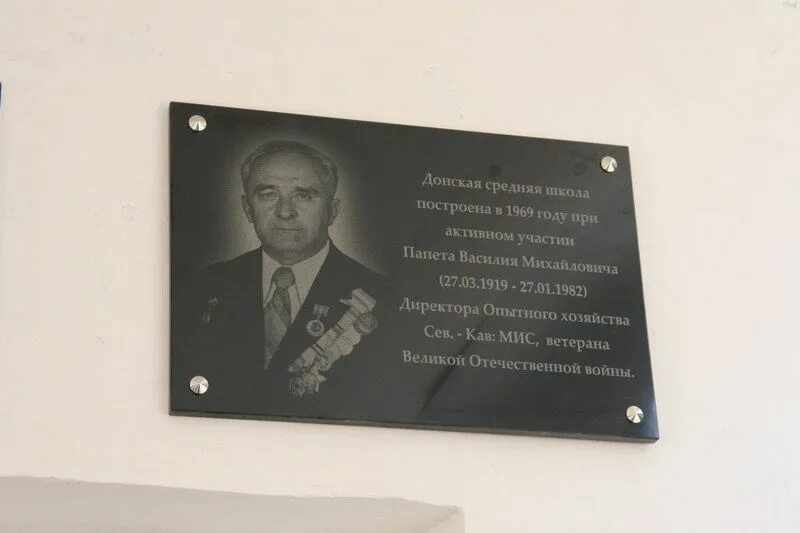 Донская средняя школа
построена в 1969 году при
активном участии
Папета Василия Михайловича
(27.03.1919 - 27.01.1982)
Директора Опытного хозяйства
Сев. - Кав: МИС, ветерана
Великой Отечественной войны.